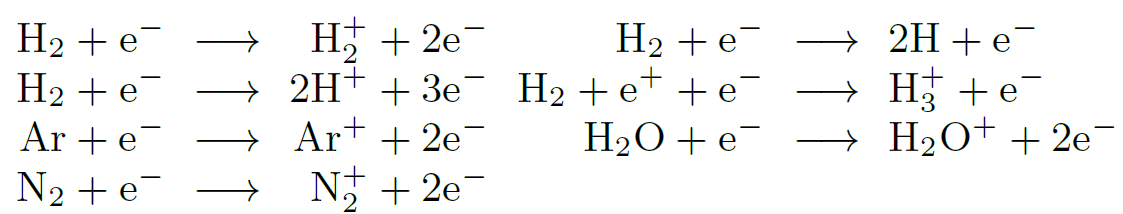 H₂ + e⁻ ⟶ H₂⁺ + 2e⁻ H₂ + e⁻ ⟶ 2H + e⁻
H₂ + e⁻ ⟶ 2H⁺ + 3e⁻ H₂ + e⁺ + e⁻ ⟶ H₃⁺ + e⁻
Ar + e⁻ ⟶ Ar⁺ + 2e⁻ H₂O + e⁻ ⟶ H₂O⁺ + 2e⁻
N₂ + e⁻ ⟶ N₂⁺ + 2e⁻